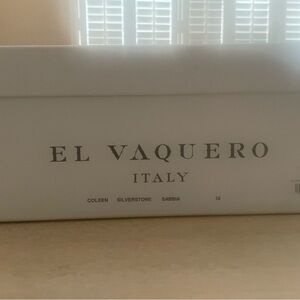 EL VAQUERO
ITALY
COLEEN SILVERSTONE SABBIA